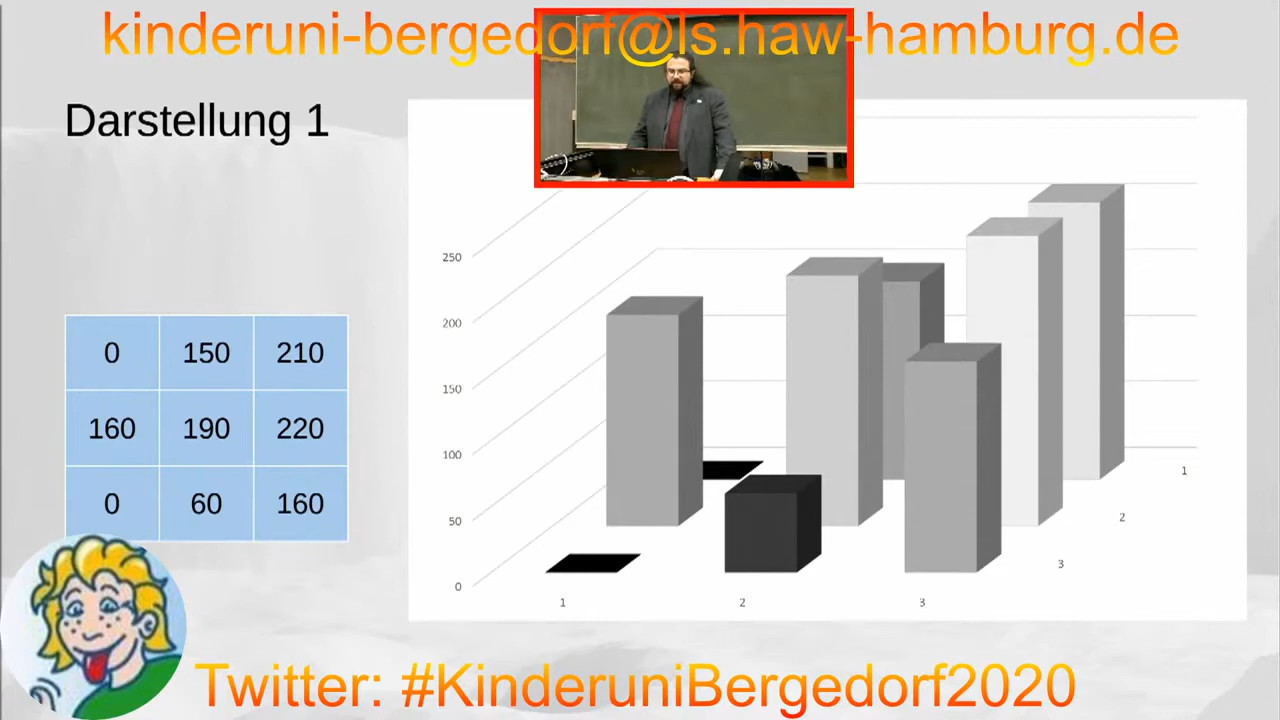 kinderuni-bergedorf@ls.haw-hamburg.de
Darstellung 1
0 150 210
160 190 220
0 60 160
250
200
150
100
50
0
1
2
3
1
2
3
Twitter: #KinderuniBergedorf2020